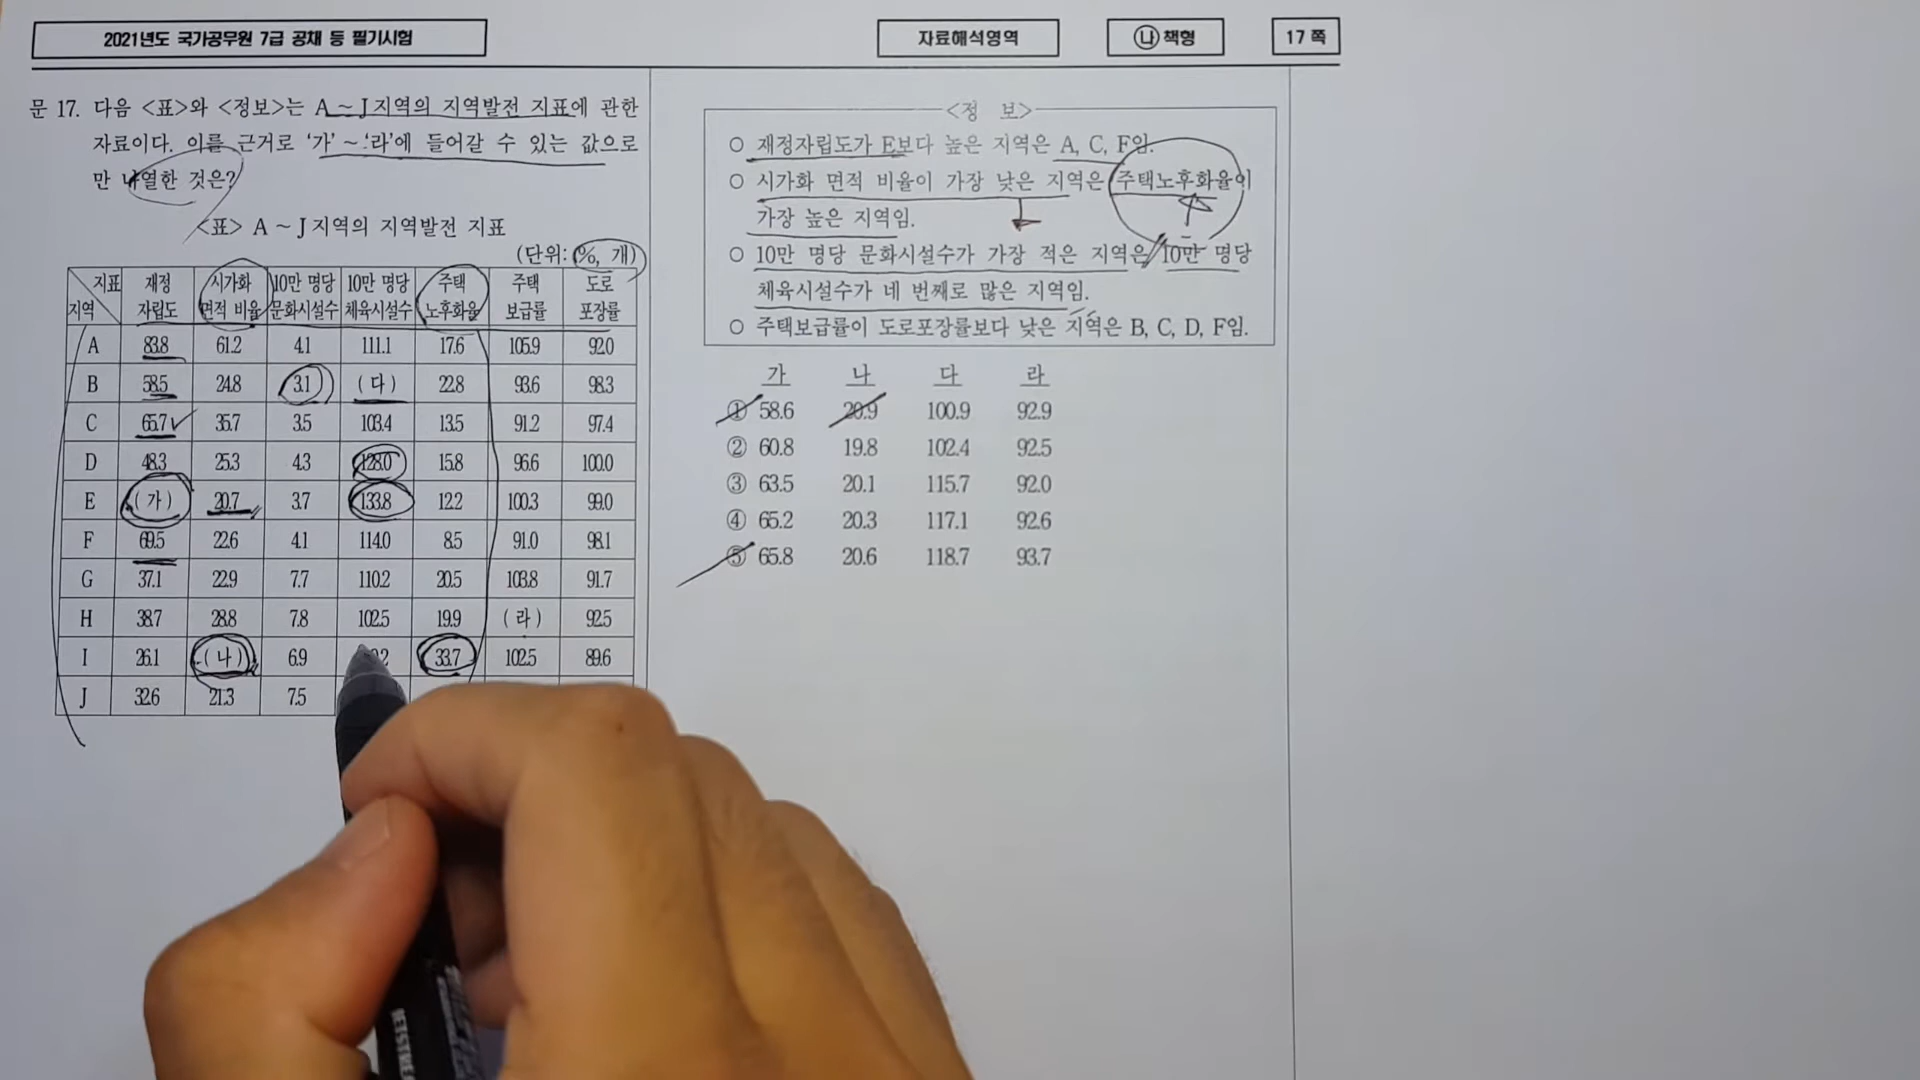 2021년도 국가공무원 7급 공채 등 필기시험
자료해석영역
㉯ 책형
17 쪽
문 17. 다음 <표>와 <정보>는 A ~ J 지역의 지역발전 지표에 관한
자료이다. 이를 근거로 '가' ~ '라'에 들어갈 수 있는 값으로
만 나열한 것은?
<표> A ~ J 지역의 지역발전 지표
(단위: %, 개)
지표 재정 시가화 10만 명당 10만 명당 주택 주택 도로
지역 자립도 면적 비율 문화시설수 체육시설수 노후화율 보급률 포장률
A 83.8 61.2 4.1 111.1 17.6 105.9 92.0
B 58.5 24.8 3.1 (다) 22.8 93.6 98.3
C 65.7 35.7 3.5 103.4 13.5 91.2 97.4
D 48.3 25.3 4.3 128.0 15.8 96.6 100.0
E (가) 20.7 3.7 133.8 12.2 100.3 99.0
F 69.5 22.6 4.1 114.0 8.5 91.0 98.1
G 37.1 22.9 7.7 110.2 20.5 103.8 91.7
H 38.7 28.8 7.8 102.5 19.9 (라) 92.5
I 26.1 (나) 6.9 33.7 102.5 89.6
J 32.6 21.3 7.5
<정 보>
○ 재정자립도가 E보다 높은 지역은 A, C, F임.
○ 시가화 면적 비율이 가장 낮은 지역은 주택노후화율이
가장 높은 지역임.
○ 10만 명당 문화시설수가 가장 적은 지역은 10만 명당
체육시설수가 네 번째로 많은 지역임.
○ 주택보급률이 도로포장률보다 낮은 지역은 B, C, D, F임.
가 나 다 라
① 58.6 20.9 100.9 92.9
② 60.8 19.8 102.4 92.5
③ 63.5 20.1 115.7 92.0
④ 65.2 20.3 117.1 92.6
⑤ 65.8 20.6 118.7 93.7